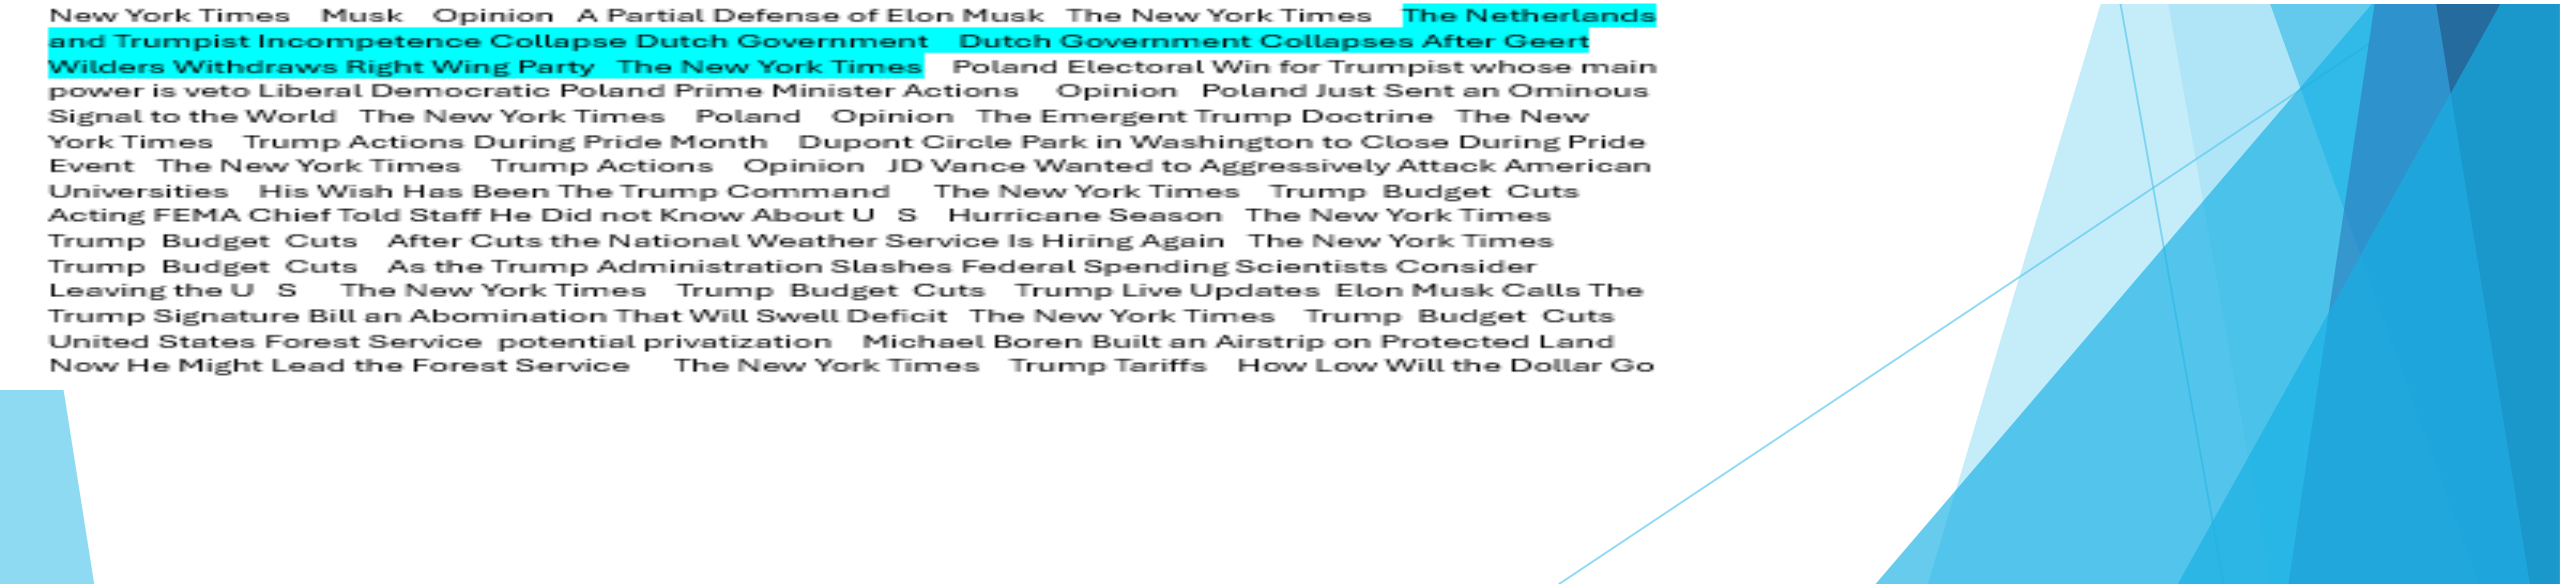 New York Times Musk Opinion A Partial Defense of Elon Musk The New York Times The Netherlands
and Trumpist Incompetence Collapse Dutch Government Dutch Government Collapses After Geert
Wilders Withdraws Right Wing Party The New York Times Poland Electoral Win for Trumpist whose main
power is veto Liberal Democratic Poland Prime Minister Actions Opinion Poland Just Sent an Ominous
Signal to the World The New York Times Poland Opinion The Emergent Trump Doctrine The New
York Times Trump Actions During Pride Month Dupont Circle Park in Washington to Close During Pride
Event The New York Times Trump Actions Opinion JD Vance Wanted to Aggressively Attack American
Universities His Wish Has Been The Trump Command The New York Times Trump Budget Cuts
Acting FEMA Chief Told Staff He Did not Know About U S Hurricane Season The New York Times
Trump Budget Cuts After Cuts the National Weather Service Is Hiring Again The New York Times
Trump Budget Cuts As the Trump Administration Slashes Federal Spending Scientists Consider
Leaving the U S The New York Times Trump Budget Cuts Trump Live Updates Elon Musk Calls The
Trump Signature Bill an Abomination That Will Swell Deficit The New York Times Trump Budget Cuts
United States Forest Service potential privatization Michael Boren Built an Airstrip on Protected Land
Now He Might Lead the Forest Service The New York Times Trump Tariffs How Low Will the Dollar Go